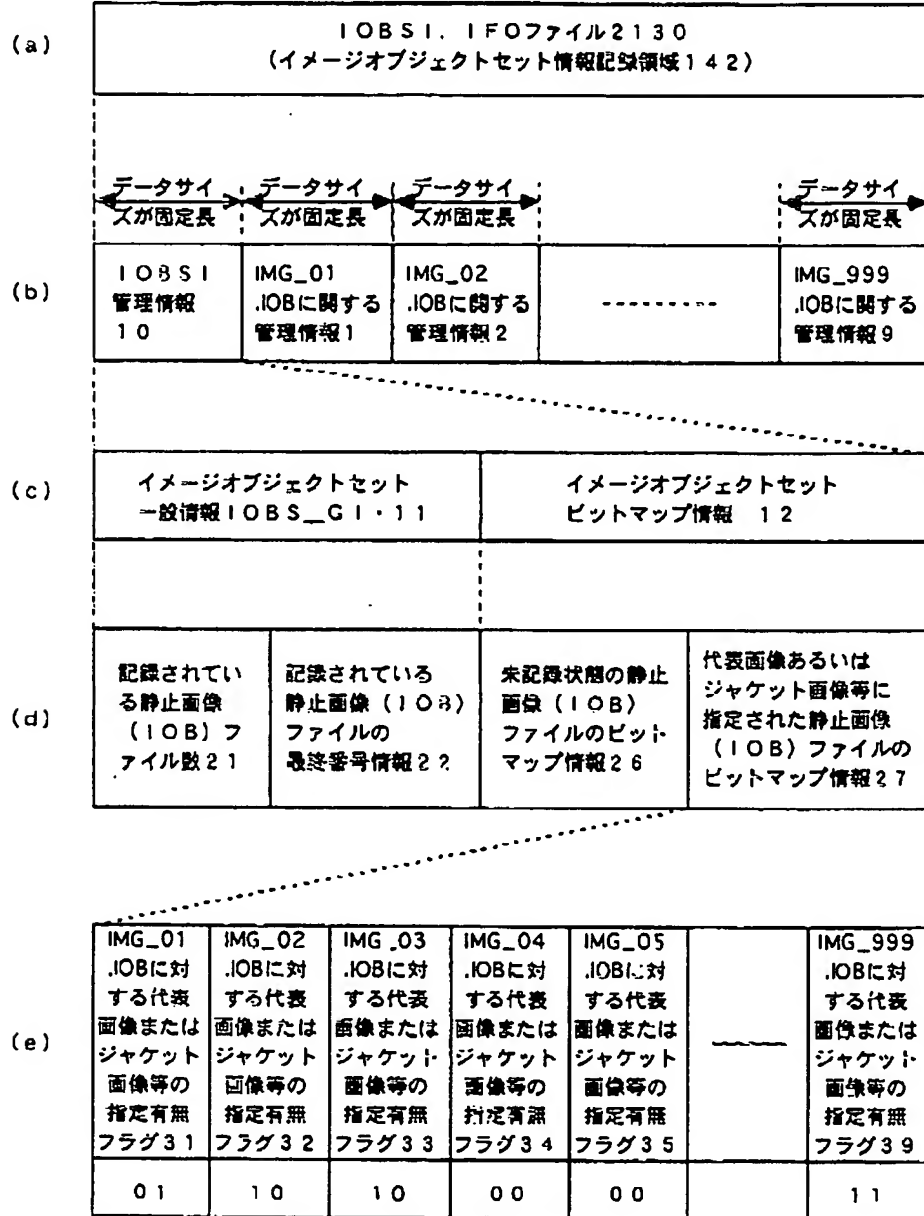 (a)
IOBSI. IFOファイル2130
(イメージオブジェクトセット情報記録領域142)
データサイ
ズが固定長
データサイ
ズが固定長
データサイ
ズが固定長
データサイ
ズが固定長
(b)
IOBSI
管理情報
10
IMG_01
.IOBに関する
管理情報1
IMG_02
.IOBに関する
管理情報2
IMG_999
.IOBに関する
管理情報9
(c)
イメージオブジェクトセット
一般情報IOBS_GI・11
イメージオブジェクトセット
ビットマップ情報 12
(d)
記録されてい
る静止画像
(IOB)フ
ァイル数21
記録されている
静止画像(IOB)
ファイルの
最終番号情報22
未記録状態の静止
画像(IOB)
ファイルのビット
マップ情報26
代表画像あるいは
ジャケット画像等に
指定された静止画像
(IOB)ファイルの
ビットマップ情報27
(e)
IMG_01
.IOBに対
する代表
画像または
ジャケット
画像等の
指定有無
フラグ31
IMG_02
.IOBに対
する代表
画像または
ジャケット
画像等の
指定有無
フラグ32
IMG_03
.IOBに対
する代表
画像または
ジャケット
画像等の
指定有無
フラグ33
IMG_04
.IOBに対
する代表
画像または
ジャケット
画像等の
指定有無
フラグ34
IMG_05
.IOBに対
する代表
画像または
ジャケット
画像等の
指定有無
フラグ35
IMG_999
.IOBに対
する代表
画像または
ジャケット
画像等の
指定有無
フラグ39
01
10
10
00
00
11